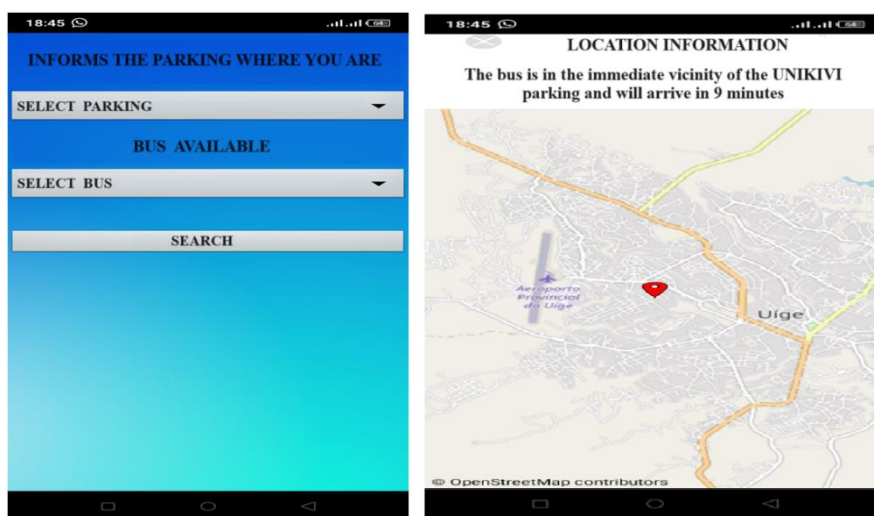 18:45
INFORMS THE PARKING WHERE YOU ARE
SELECT PARKING
BUS AVAILABLE
SELECT BUS
SEARCH
18:45
LOCATION INFORMATION
The bus is in the immediate vicinity of the UNIKIVI
parking and will arrive in 9 minutes
Aeroporto
Provincial
do Uíge
Uíge
© OpenStreetMap contributors